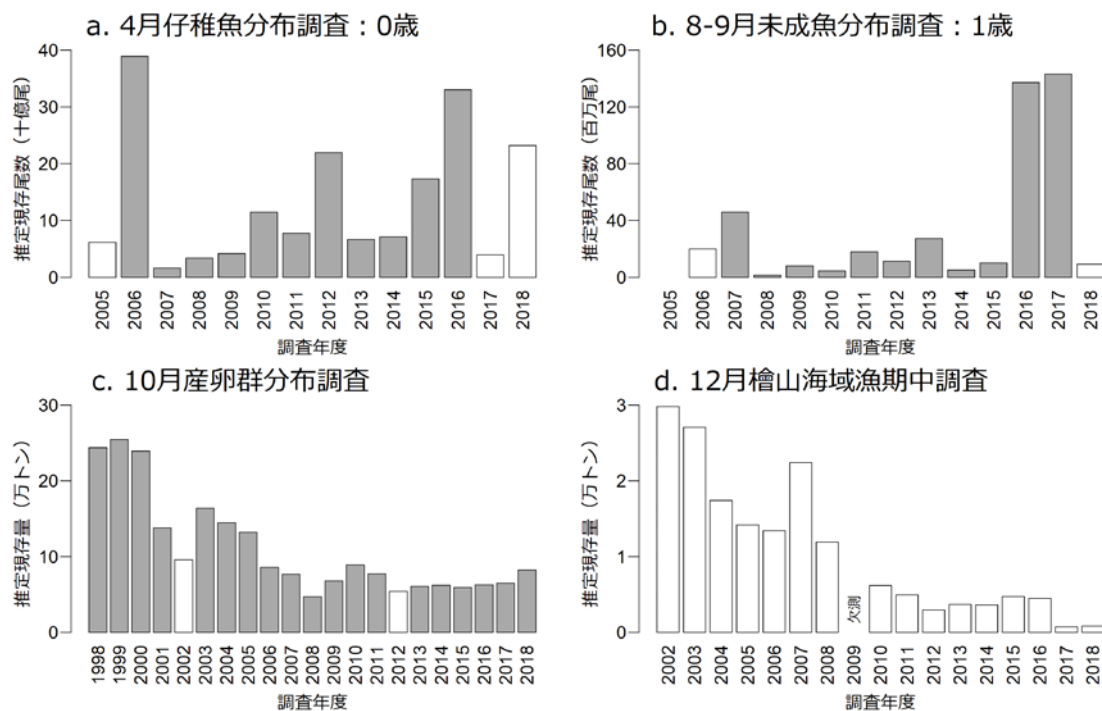 a. 4月仔稚魚分布調査：0歳
推定現存尾数（十億尾）
40
30
20
10
0
2005 2006 2007 2008 2009 2010 2011 2012 2013 2014 2015 2016 2017 2018
調査年度
b. 8-9月未成魚分布調査：1歳
推定現存尾数（百万尾）
160
120
80
40
0
2005 2006 2007 2008 2009 2010 2011 2012 2013 2014 2015 2016 2017 2018
調査年度
c. 10月産卵群分布調査
推定現存量（万トン）
30
20
10
0
1998 1999 2000 2001 2002 2003 2004 2005 2006 2007 2008 2009 2010 2011 2012 2013 2014 2015 2016 2017 2018
調査年度
d. 12月檜山海域漁期中調査
推定現存量（万トン）
3
2
1
0
欠測
2002 2003 2004 2005 2006 2007 2008 2009 2010 2011 2012 2013 2014 2015 2016 2017 2018
調査年度